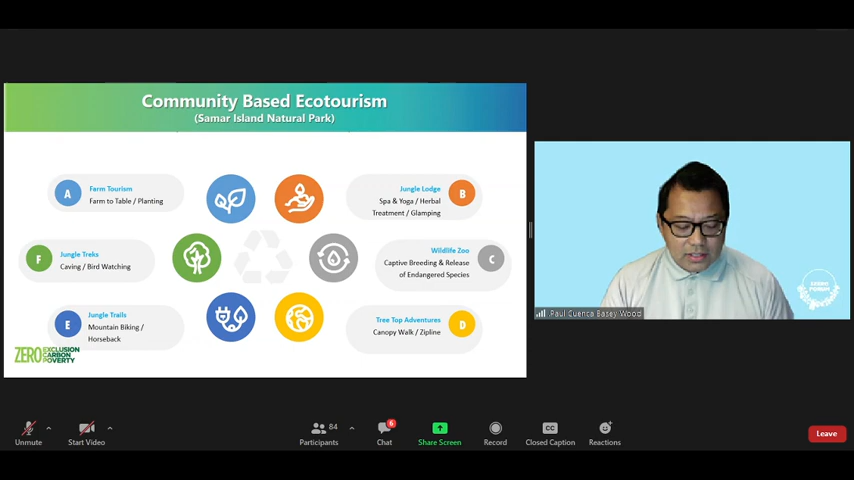 Community Based Ecotourism
(Samar Island Natural Park)
A
Farm Tourism
Farm to Table / Planting
Jungle Lodge
Spa & Yoga / Herbal
Treatment / Glamping
B
F
Jungle Treks
Caving / Bird Watching
Wildlife Zoo
Captive Breeding & Release
of Endangered Species
C
E
Jungle Trails
Mountain Biking /
Horseback
Tree Top Adventures
Canopy Walk / Zipline
D
ZERO
EXCLUSION
CARBON
POVERTY
Paul Cuenca Basey Wood
FORUM
Unmute
Start Video
84
Participants
6
Chat
Share Screen
Record
CC
Closed Caption
Reactions
Leave